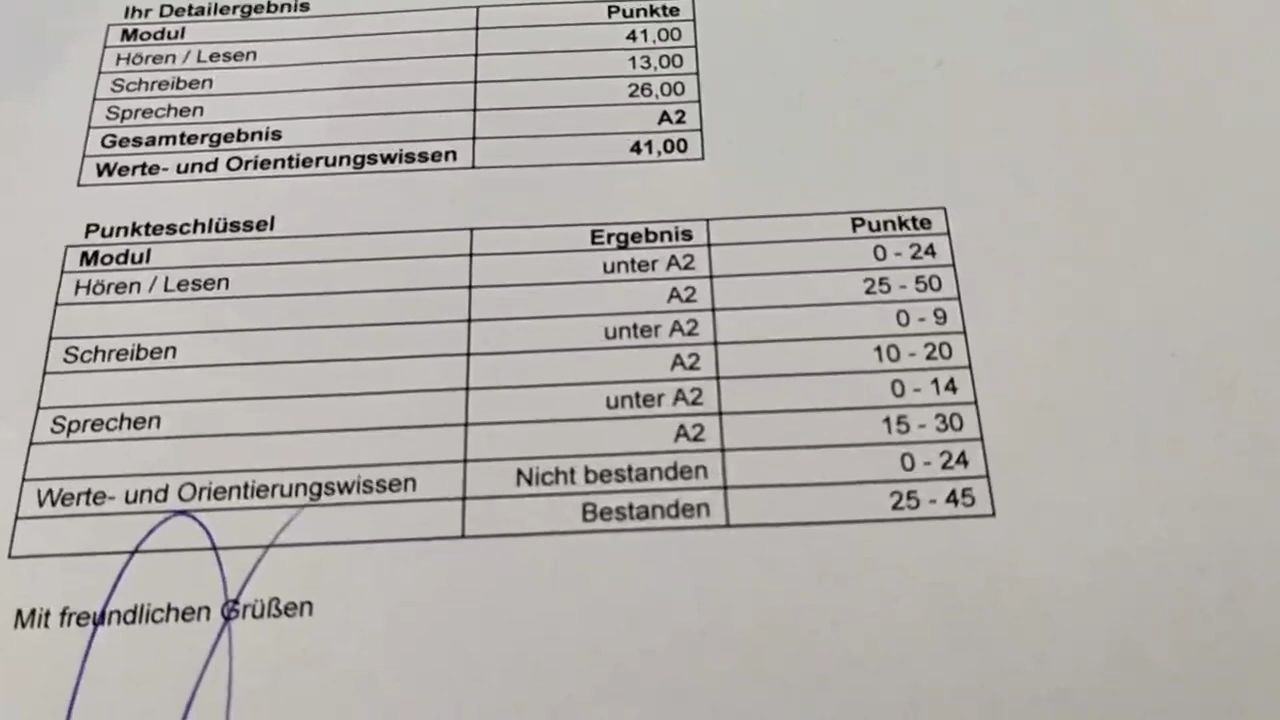 Ihr Detailergebnis
Modul Punkte
Hören / Lesen 41,00
Schreiben 13,00
Sprechen 26,00
Gesamtergebnis A2
Werte- und Orientierungswissen 41,00
Punkteschlüssel
Modul Ergebnis Punkte
Hören / Lesen unter A2 0 - 24
A2 25 - 50
Schreiben unter A2 0 - 9
A2 10 - 20
Sprechen unter A2 0 - 14
A2 15 - 30
Werte- und Orientierungswissen Nicht bestanden 0 - 24
Bestanden 25 - 45
Mit freundlichen Grüßen